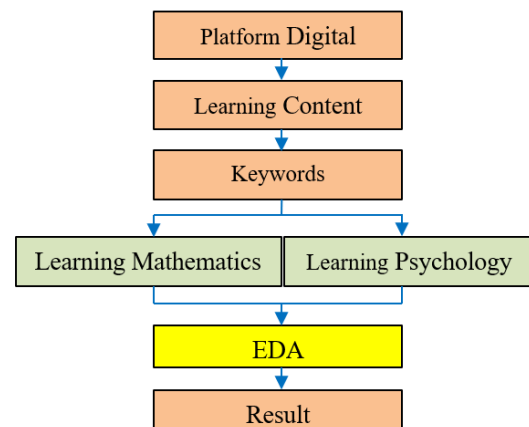 Platform Digital
Learning Content
Keywords
Learning Mathematics
Learning Psychology
EDA
Result